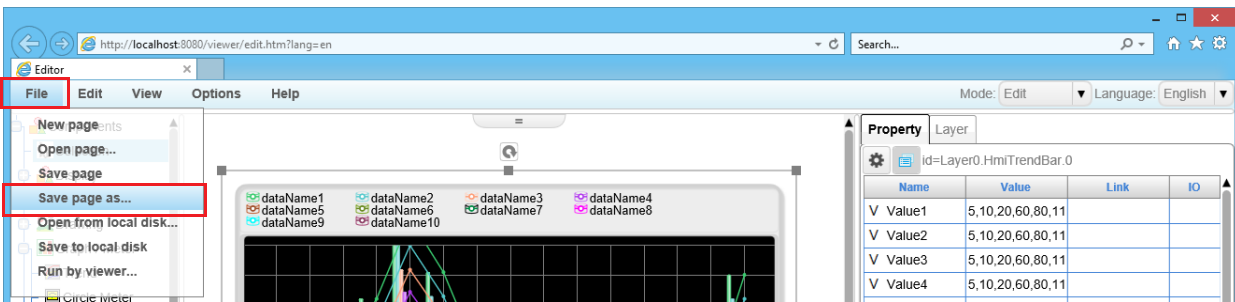 http://localhost:8080/viewer/edit.htm?lang=en
Search...
Editor
File Edit View Options Help
Mode: Edit Language: English
New page
Open page...
Save page
Save page as...
Open from local disk...
Save to local disk
Run by viewer...
Circle Meter
dataName1 dataName2 dataName3 dataName4
dataName5 dataName6 dataName7 dataName8
dataName9 dataName10
Property Layer
id=Layer0.HmiTrendBar.0
Name Value Link IO
V Value1 5,10,20,60,80,11
V Value2 5,10,20,60,80,11
V Value3 5,10,20,60,80,11
V Value4 5,10,20,60,80,11